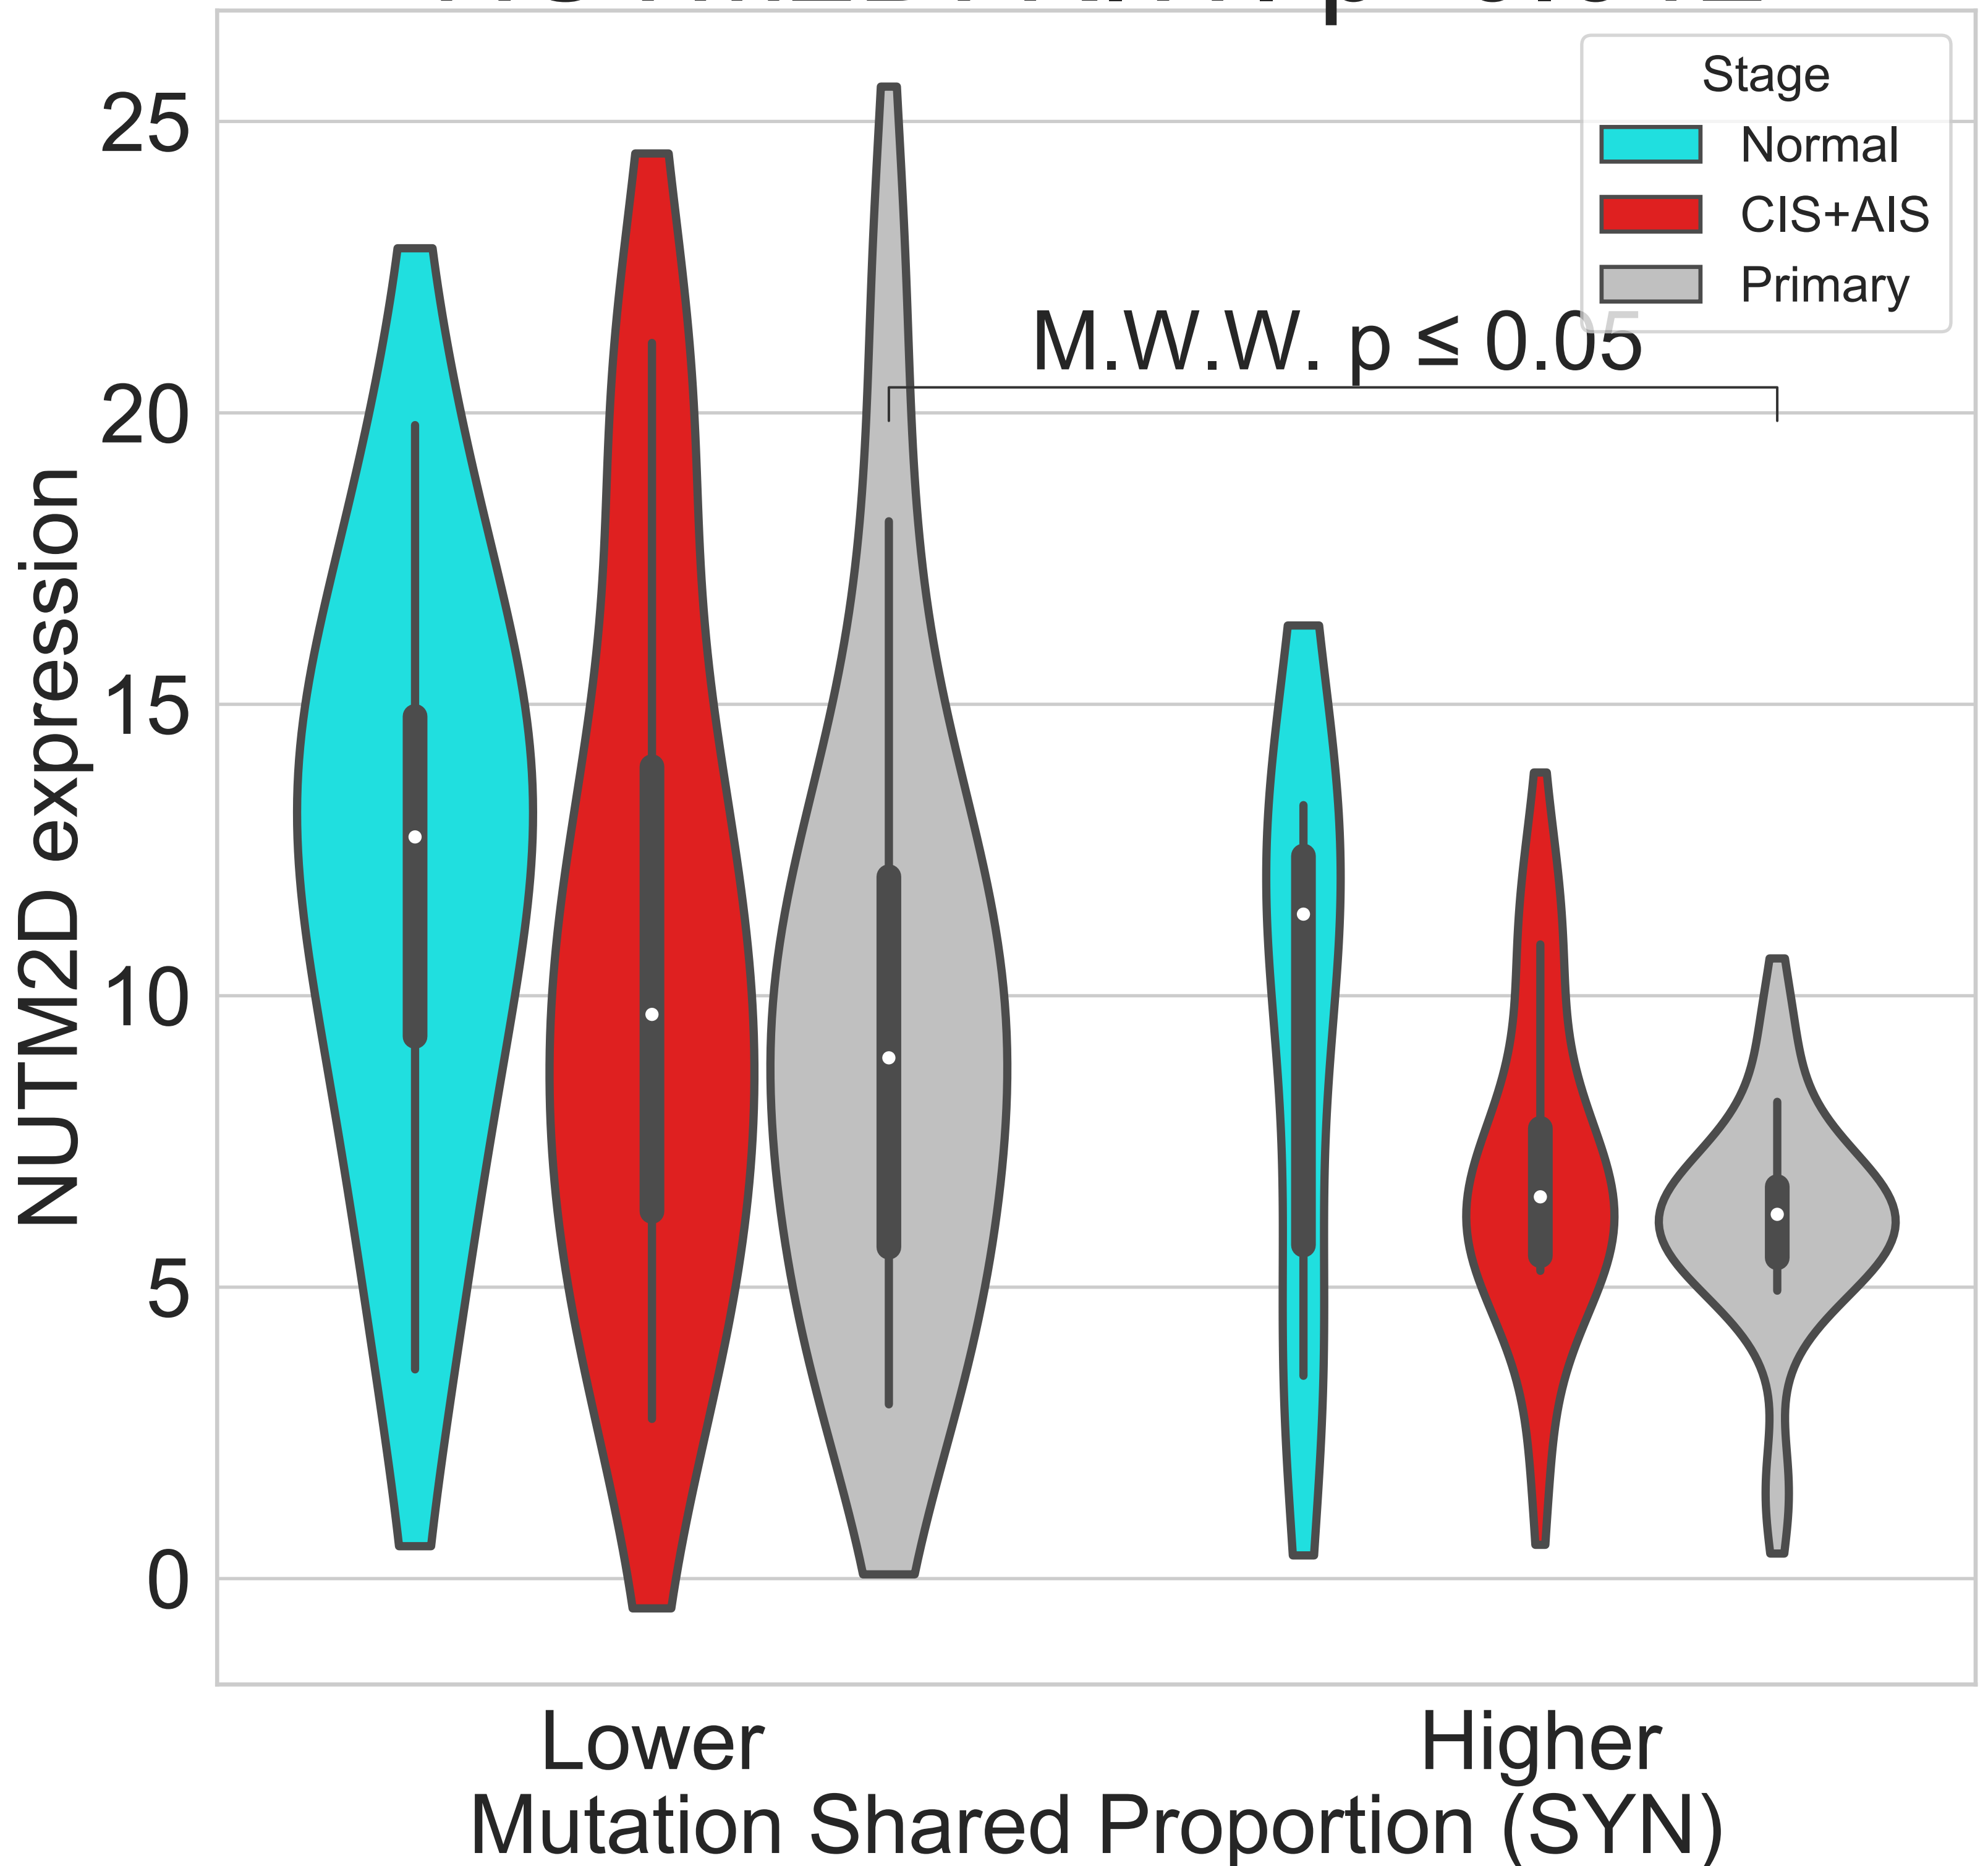 Stage
Normal
CIS+AIS
Primary
M.W.W. p ≤ 0.05
25
20
15
10
5
0
NUTM2D expression
Lower
Higher
Mutation Shared Proportion (SYN)